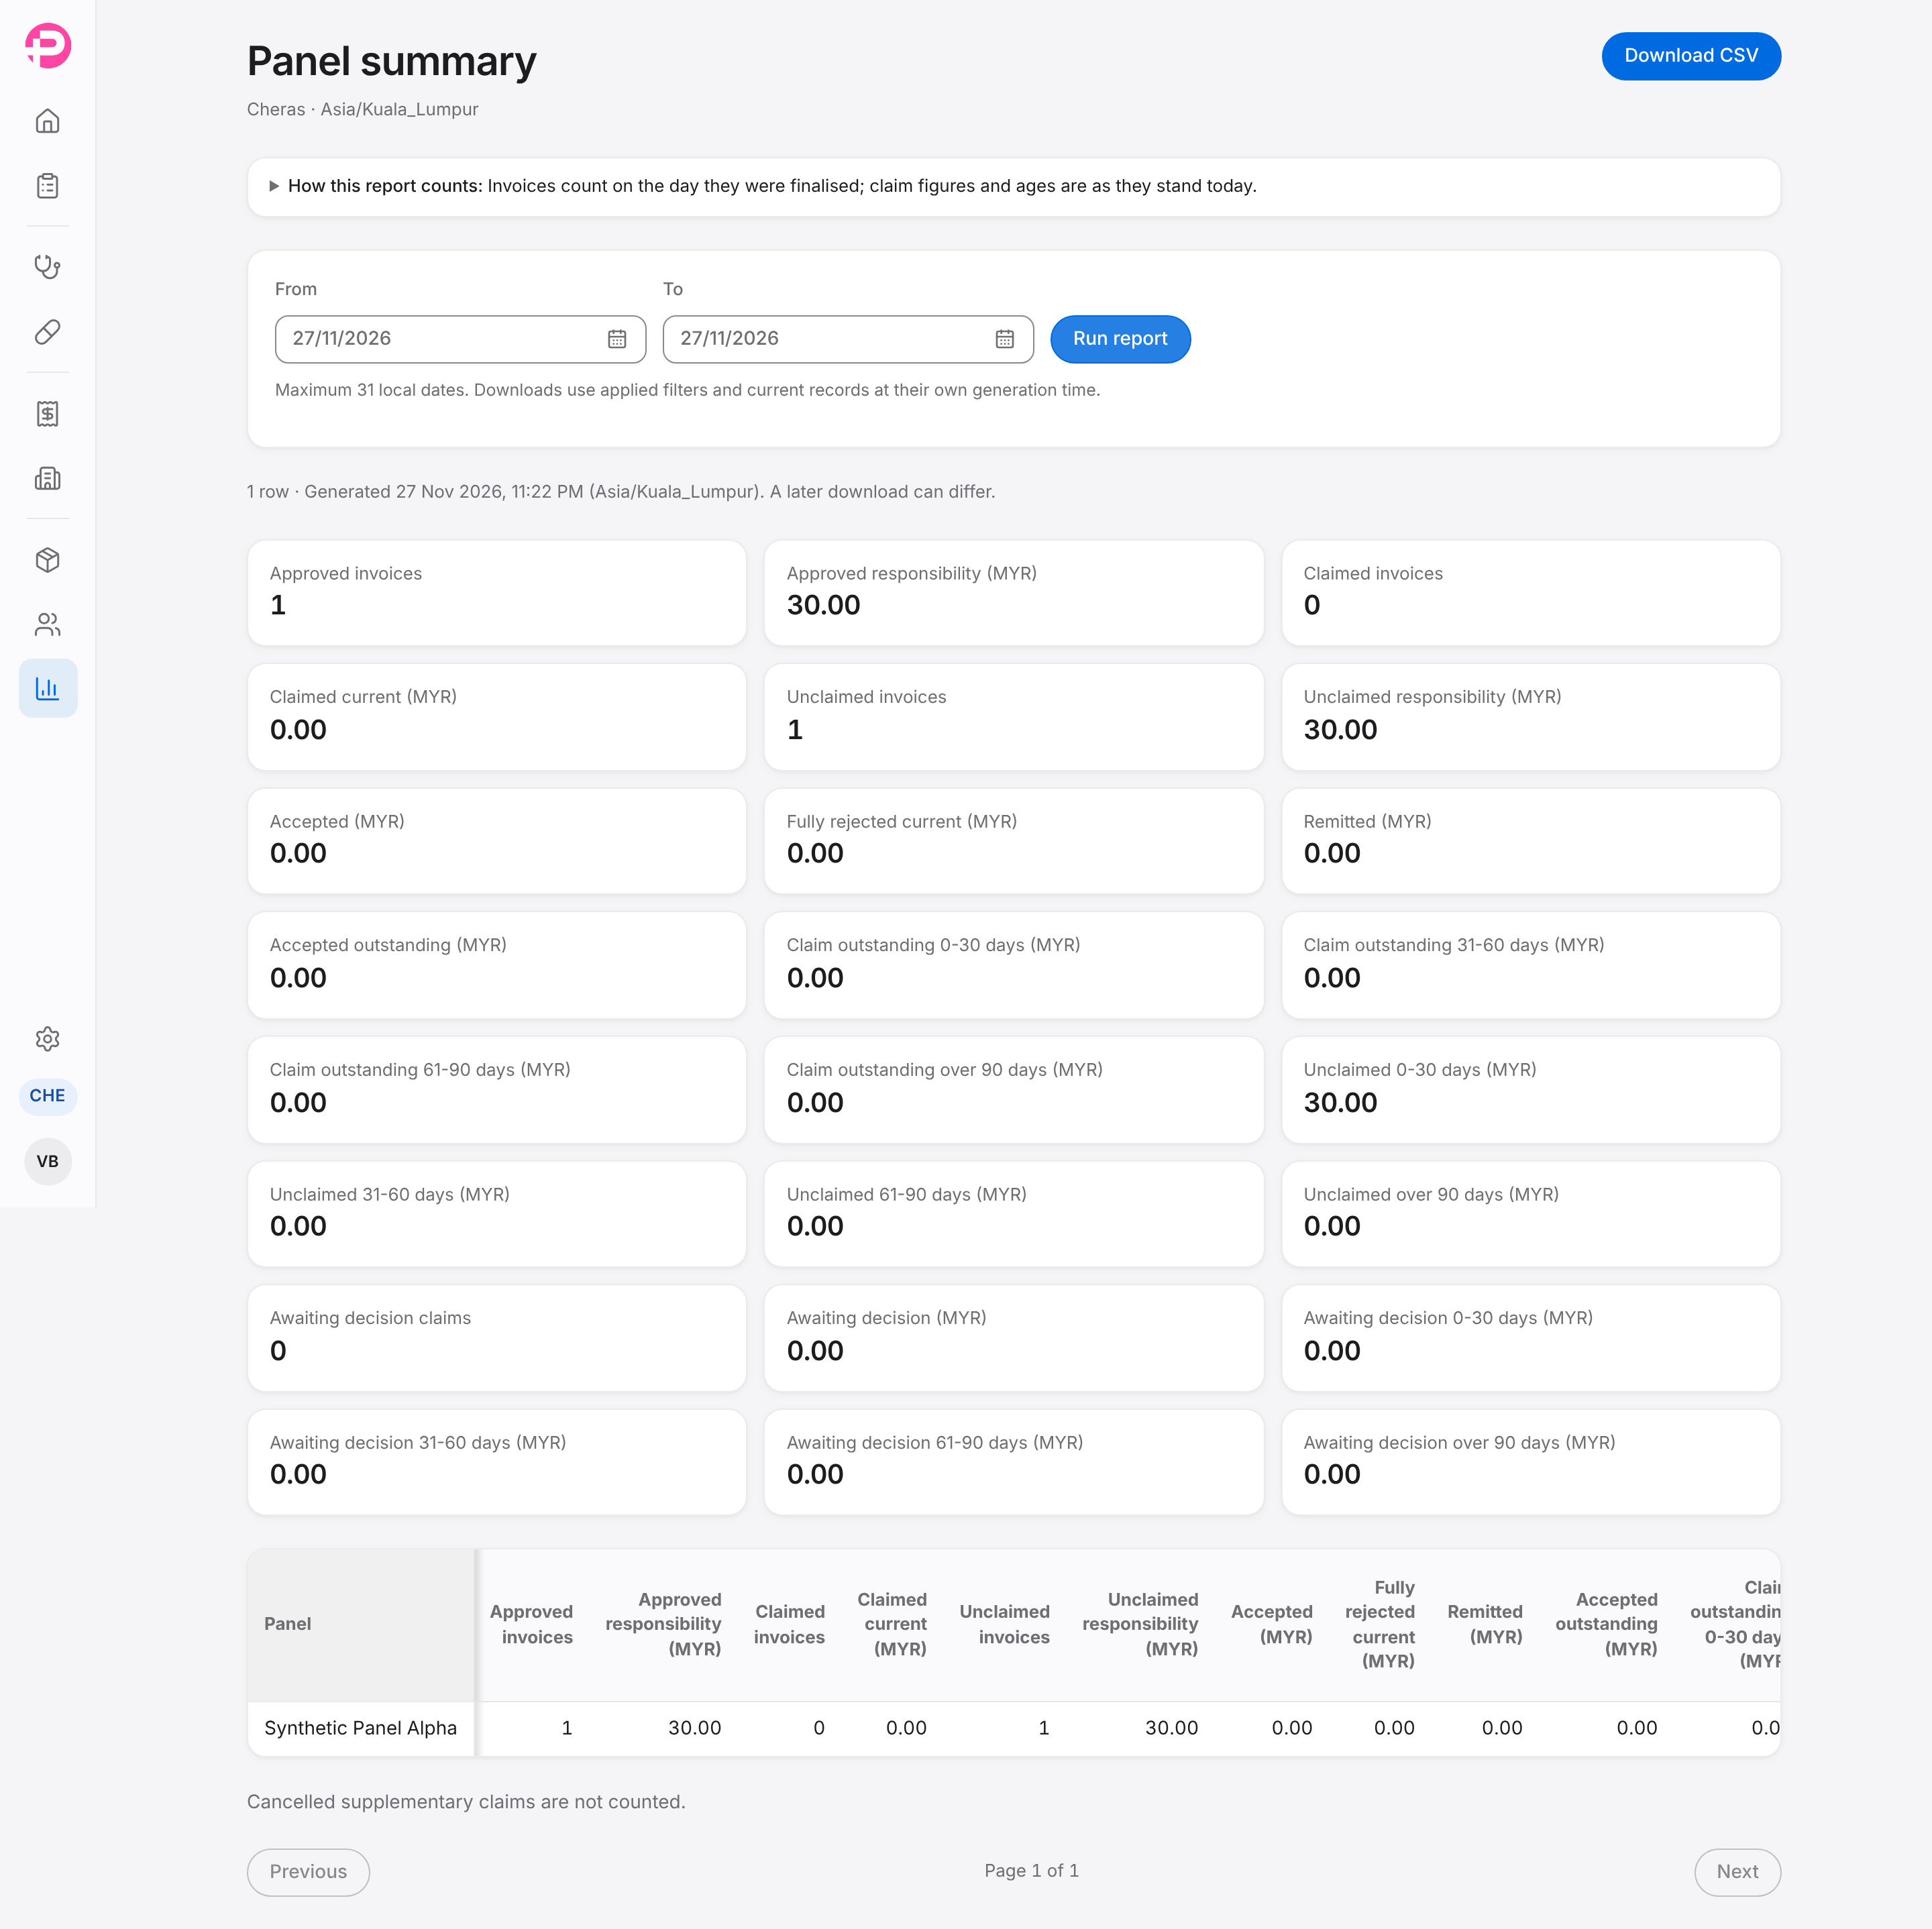 Panel summary
Download CSV
Cheras · Asia/Kuala_Lumpur
How this report counts: Invoices count on the day they were finalised; claim figures and ages are as they stand today.
From
To
27/11/2026
27/11/2026
Run report
Maximum 31 local dates. Downloads use applied filters and current records at their own generation time.
1 row · Generated 27 Nov 2026, 11:22 PM (Asia/Kuala_Lumpur). A later download can differ.
Approved invoices
1
Approved responsibility (MYR)
30.00
Claimed invoices
0
Claimed current (MYR)
0.00
Unclaimed invoices
1
Unclaimed responsibility (MYR)
30.00
Accepted (MYR)
0.00
Fully rejected current (MYR)
0.00
Remitted (MYR)
0.00
Accepted outstanding (MYR)
0.00
Claim outstanding 0-30 days (MYR)
0.00
Claim outstanding 31-60 days (MYR)
0.00
Claim outstanding 61-90 days (MYR)
0.00
Claim outstanding over 90 days (MYR)
0.00
Unclaimed 0-30 days (MYR)
30.00
Unclaimed 31-60 days (MYR)
0.00
Unclaimed 61-90 days (MYR)
0.00
Unclaimed over 90 days (MYR)
0.00
Awaiting decision claims
0
Awaiting decision (MYR)
0.00
Awaiting decision 0-30 days (MYR)
0.00
Awaiting decision 31-60 days (MYR)
0.00
Awaiting decision 61-90 days (MYR)
0.00
Awaiting decision over 90 days (MYR)
0.00
Panel
Approved
invoices
Approved
responsibility
(MYR)
Claimed
invoices
Claimed
current
(MYR)
Unclaimed
invoices
Unclaimed
responsibility
(MYR)
Accepted
(MYR)
Fully
rejected
current
(MYR)
Remitted
(MYR)
Accepted
outstanding
(MYR)
0-30
Synthetic Panel Alpha 1 30.00 0 0.00 1 30.00 0.00 0.00 0.00 0.00
Cancelled supplementary claims are not counted.
Previous
Page 1 of 1
Next
CHE
VB